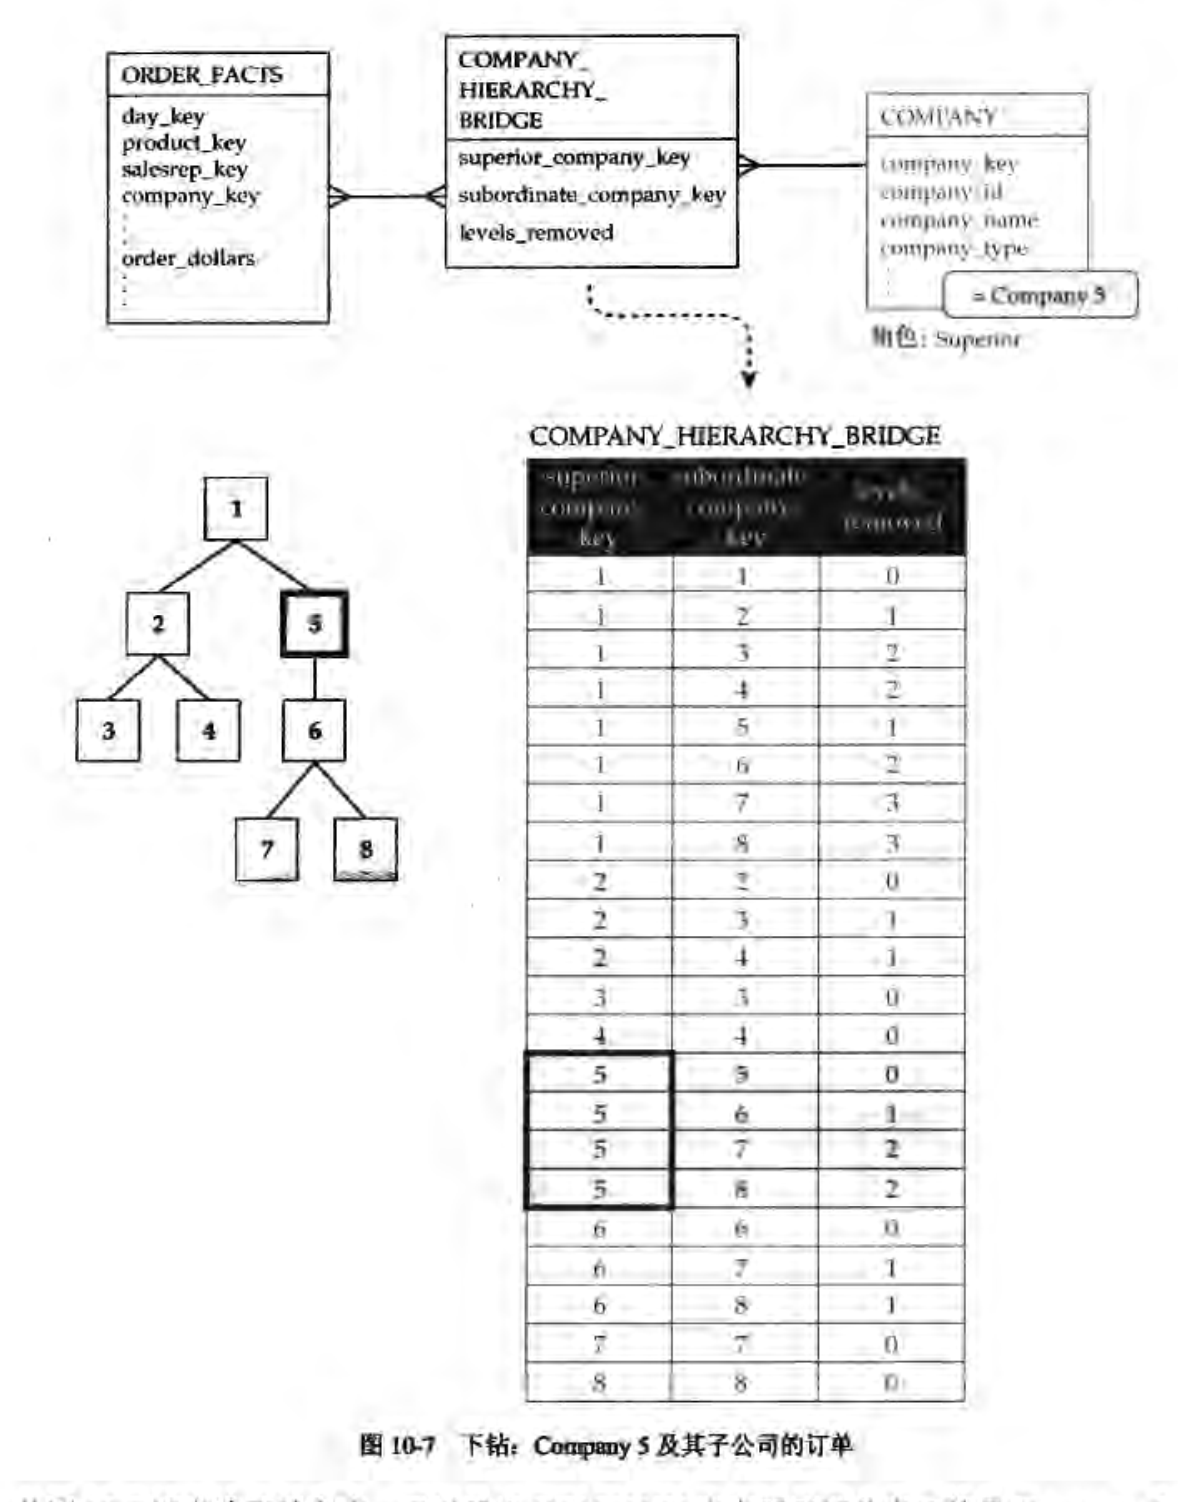 ORDER_FACTS
day_key
product_key
salesrep_key
company_key
order_dollars
COMPANY_
HIERARCHY_
BRIDGE
superior_company_key
subordinate_company_key
levels_removed
COMPANY
company_key
company_id
company_name
company_type
= Company 5
角色: Superior
1
2
5
3
4
6
7
8
COMPANY_HIERARCHY_BRIDGE
superior company key subordinate company key levels removed
1 1 0
1 2 1
1 3 2
1 4 2
1 5 1
1 6 2
1 7 3
1 8 3
2 2 0
2 3 1
2 4 1
3 3 0
4 4 0
5 5 0
5 6 1
5 7 2
5 8 2
6 6 0
6 7 1
6 8 1
7 7 0
8 8 0
图 10-7 下钻：Company 5 及其子公司的订单